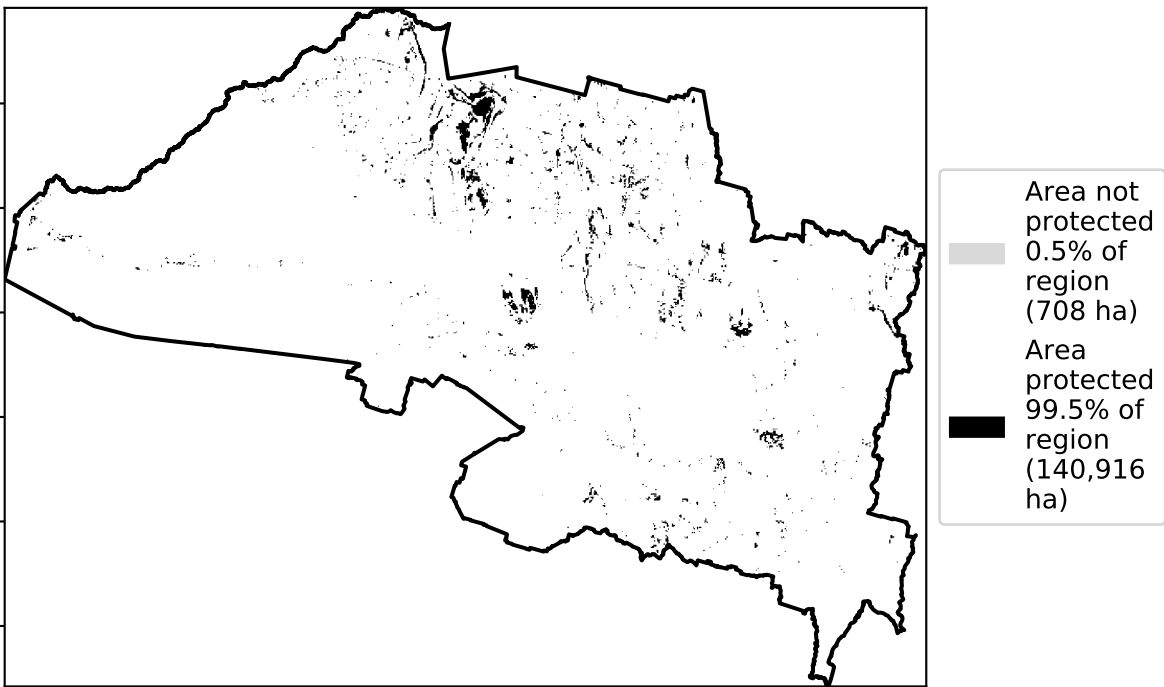 Area not
protected
0.5% of
region
(708 ha)
Area
protected
99.5% of
region
(140,916
ha)